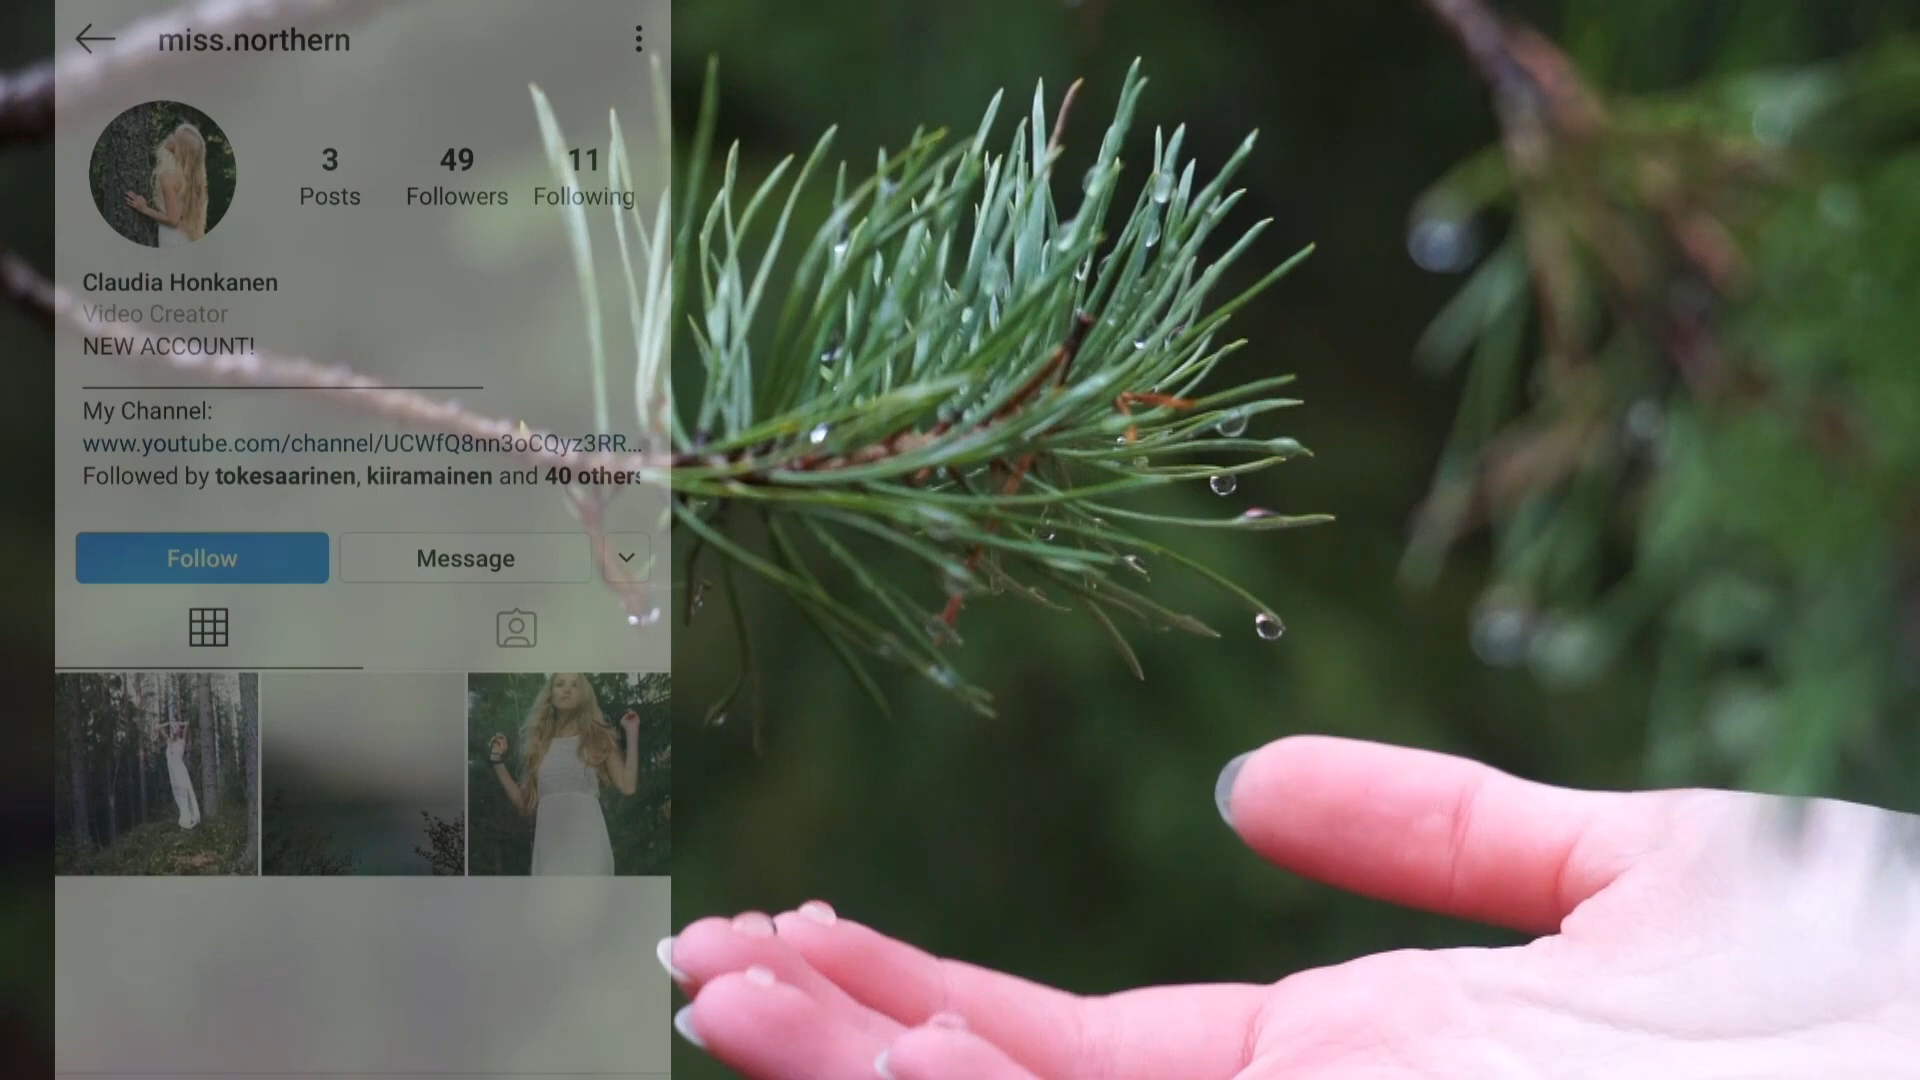 miss.northern
3
49
11
Posts
Followers
Following
Claudia Honkanen
Video Creator
NEW ACCOUNT!
My Channel:
www.youtube.com/channel/UCWfQ8nn3oCQyz3RR...
Followed by tokesaarinen, kiiramainen and 40 others
Follow
Message